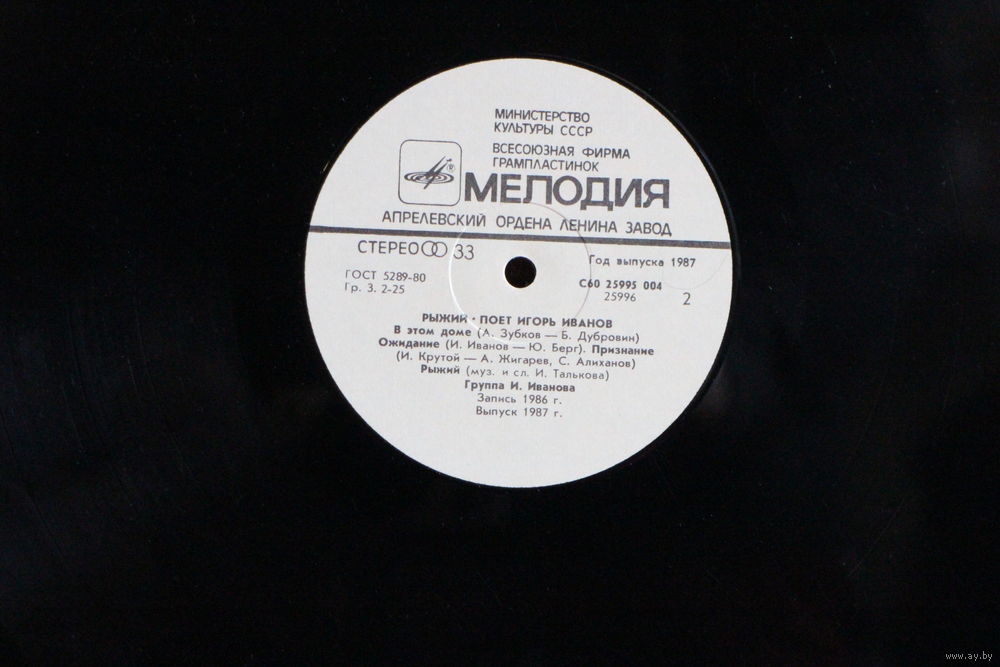 МИНИСТЕРСТВО
КУЛЬТУРЫ СССР
ВСЕСОЮЗНАЯ ФИРМА
ГРАМПЛАСТИНОК
®
МЕЛОДИЯ
АПРЕЛЕВСКИЙ ОРДЕНА ЛЕНИНА ЗАВОД
СТЕРЕО 33
Год выпуска 1987
ГОСТ 5289-80
Гр. 3. 2-25
С60 25995 004
25996
2
РЫЖИЙ · ПОЕТ ИГОРЬ ИВАНОВ
В этом доме (А. Зубков — Б. Дубровин)
Ожидание (И. Иванов — Ю. Берг). Признание
(И. Крутой — А. Жигарев, С. Алиханов)
Рыжий (муз. и сл. И. Талькова)
Группа И. Иванова
Запись 1986 г.
Выпуск 1987 г.
www.ay.by